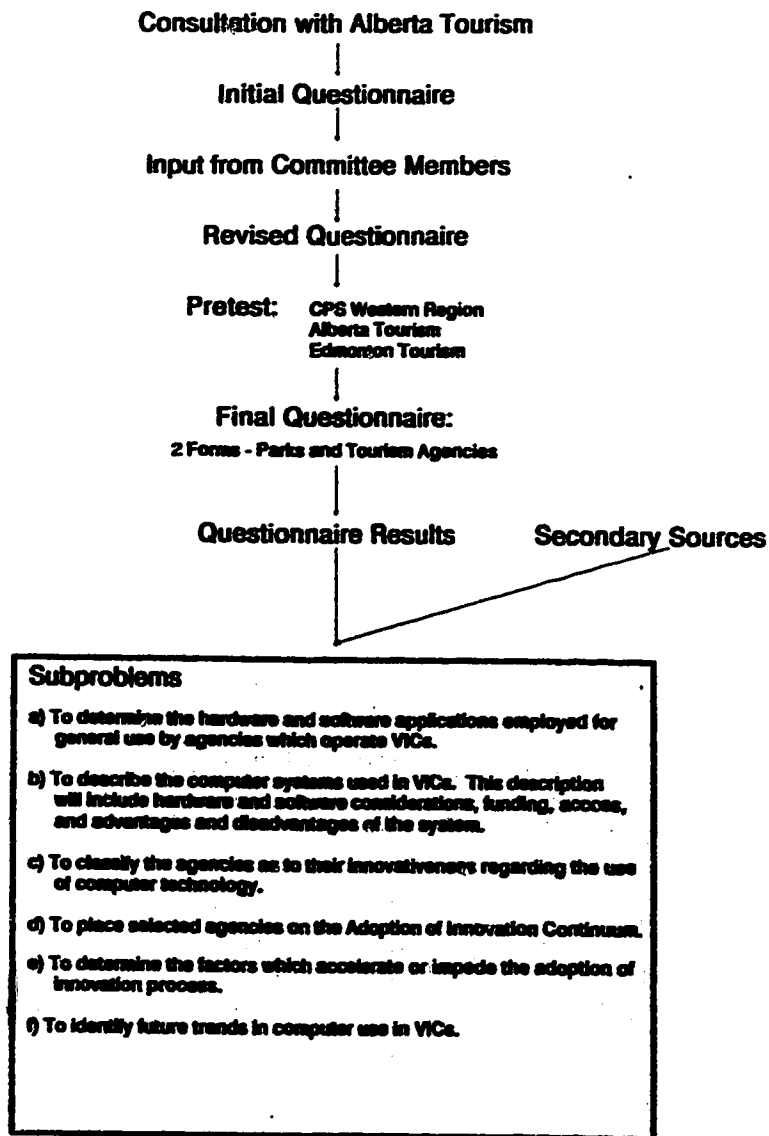 Consultation with Alberta Tourism
Initial Questionnaire
Input from Committee Members
Revised Questionnaire
Pretest: CPS Western Region
Alberta Tourism
Edmonton Tourism
Final Questionnaire:
2 Forms - Parks and Tourism Agencies
Questionnaire Results Secondary Sources
Subproblems
a) To determine the hardware and software applications employed for
general use by agencies which operate VICs.
b) To describe the computer systems used in VICs. This description
will include hardware and software considerations, funding, access,
and advantages and disadvantages of the system.
c) To classify the agencies as to their innovativeness regarding the use
of computer technology.
d) To place selected agencies on the Adoption of Innovation Continuum.
e) To determine the factors which accelerate or impede the adoption of
innovation process.
f) To identify future trends in computer use in VICs.